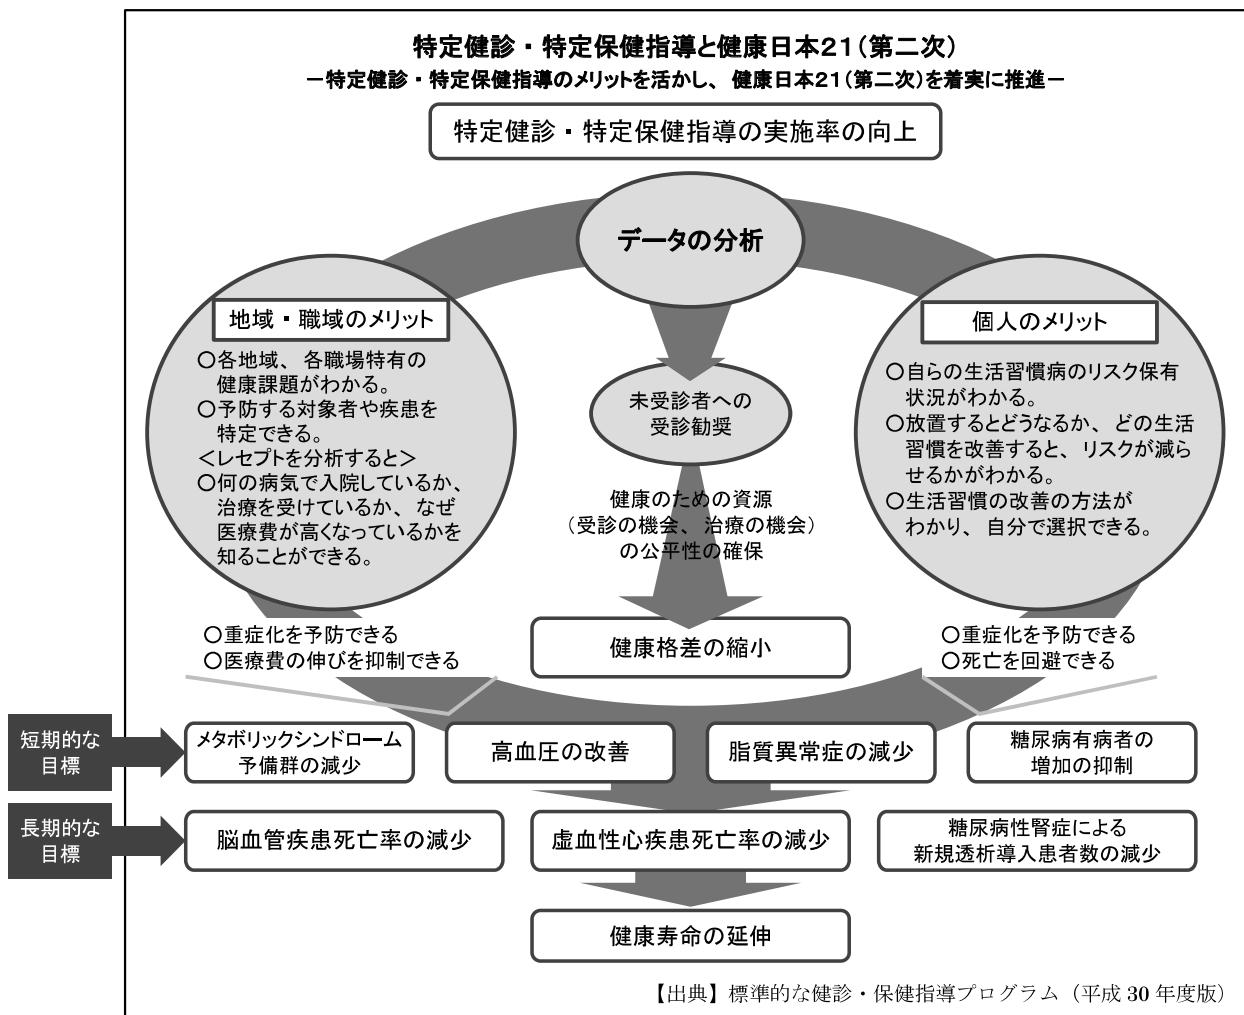 特定健診・特定保健指導と健康日本21(第二次)
－特定健診・特定保健指導のメリットを活かし、健康日本21(第二次)を着実に推進－
特定健診・特定保健指導の実施率の向上
データの分析
地域・職域のメリット
○各地域、各職場特有の
健康課題がわかる。
○予防する対象者や疾患を
特定できる。
＜レセプトを分析すると＞
○何の病気で入院しているか、
治療を受けているか、なぜ
医療費が高くなっているかを
知ることができる。
個人のメリット
○自らの生活習慣病のリスク保有
状況がわかる。
○放置するとどうなるか、どの生活
習慣を改善すると、リスクが減ら
せるかがわかる。
○生活習慣の改善の方法が
わかり、自分で選択できる。
未受診者への
受診勧奨
健康のための資源
(受診の機会、治療の機会)
の公平性の確保
健康格差の縮小
○重症化を予防できる
○医療費の伸びを抑制できる
○重症化を予防できる
○死亡を回避できる
短期的な
目標
メタボリックシンドローム
予備群の減少
高血圧の改善
脂質異常症の減少
糖尿病有病者の
増加の抑制
長期的な
目標
脳血管疾患死亡率の減少
虚血性心疾患死亡率の減少
糖尿病性腎症による
新規透析導入患者数の減少
健康寿命の延伸
【出典】標準的な健診・保健指導プログラム（平成 30 年度版）